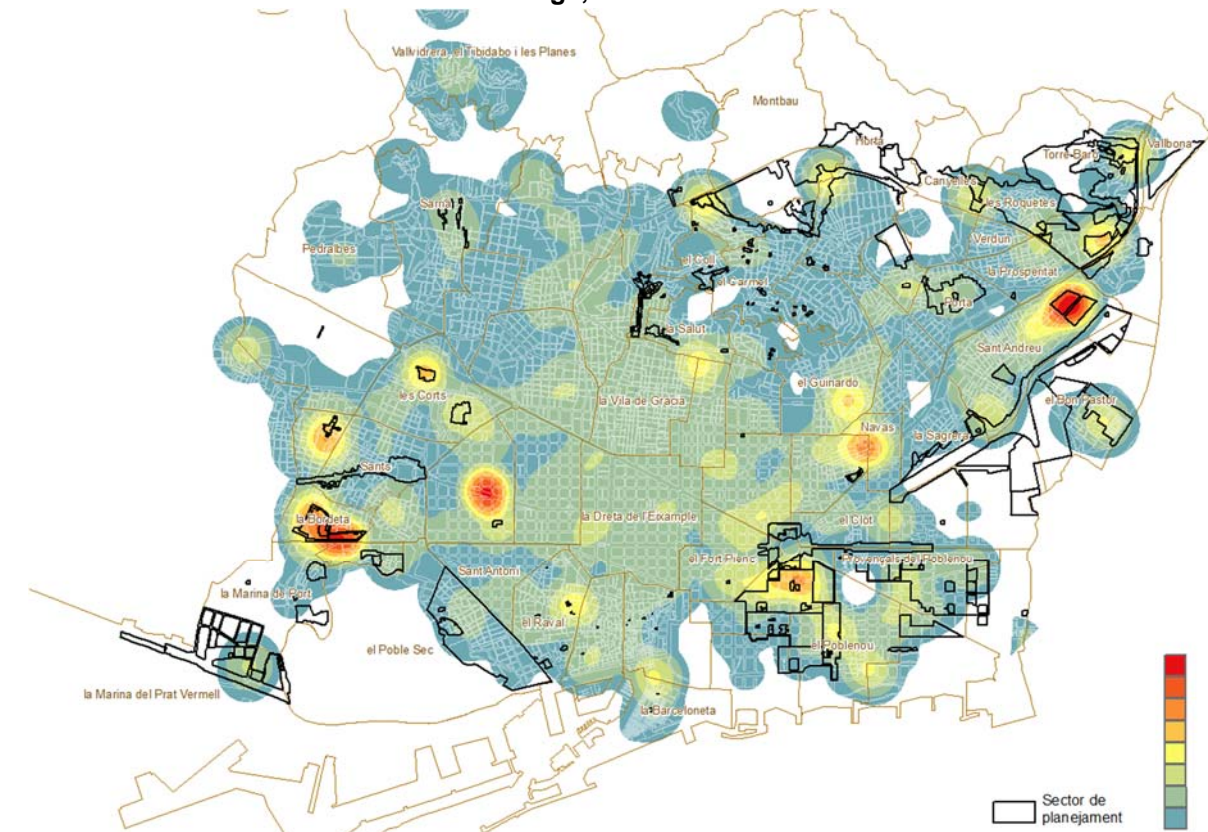 Vallvidrera, el Tibidabo i les Planes
Montbau
Horta
Torre Baró
Vallbona
Canyelles
les Roquetes
Sarrià
Verdun
Pedralbes
el Coll
la Prosperitat
el Carmel
Porta
la Salut
Sant Andreu
el Guinardó
les Corts
la Vila de Gràcia
el Bon Pastor
Navas
la Sagrera
Sants
la Bordeta
la Dreta de l'Eixample
el Clot
el Fort Pienc
Provençals del Poblenou
Sant Antoni
la Marina de Port
el Raval
el Poble Sec
el Poblenou
la Marina del Prat Vermell
la Barceloneta
Sector de
planejament